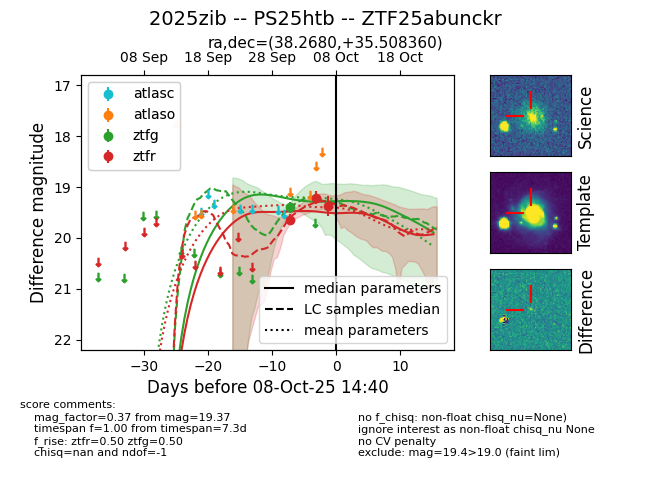 2025zib -- PS25htb -- ZTF25abunckr
ra,dec=(38.2680,+35.508360)
08 Sep 18 Sep 28 Sep 08 Oct 18 Oct
17
18
19
20
21
22
Difference magnitude
atlasc
atlaso
ztfg
ztfr
median parameters
LC samples median
mean parameters
−30 −20 −10 0 10
Days before 08-Oct-25 14:40
Science
Template
Difference
score comments:
mag_factor=0.37 from mag=19.37
timespan f=1.00 from timespan=7.3d
f_rise: ztfr=0.50 ztfg=0.50
chisq=nan and ndof=-1
no f_chisq: non-float chisq_nu=None)
ignore interest as non-float chisq_nu None
no CV penalty
exclude: mag=19.4>19.0 (faint lim)